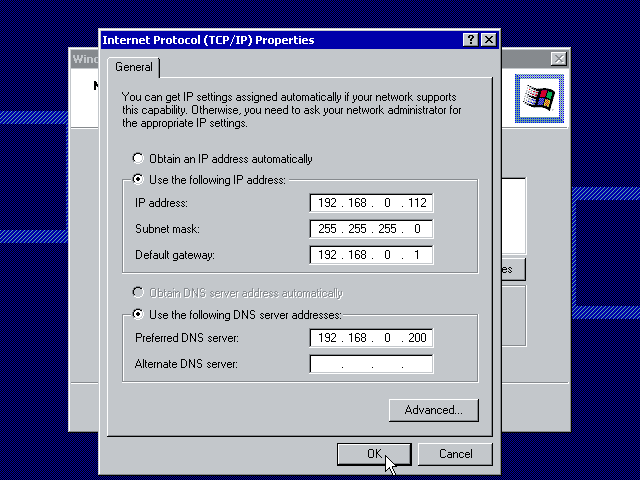 Internet Protocol (TCP/IP) Properties
General
You can get IP settings assigned automatically if your network supports
this capability. Otherwise, you need to ask your network administrator for
the appropriate IP settings.
Obtain an IP address automatically
Use the following IP address:
IP address: 192 . 168 . 0 . 112
Subnet mask: 255 . 255 . 255 . 0
Default gateway: 192 . 168 . 0 . 1
Obtain DNS server address automatically
Use the following DNS server addresses:
Preferred DNS server: 192 . 168 . 0 . 200
Alternate DNS server: . . .
Advanced...
OK Cancel